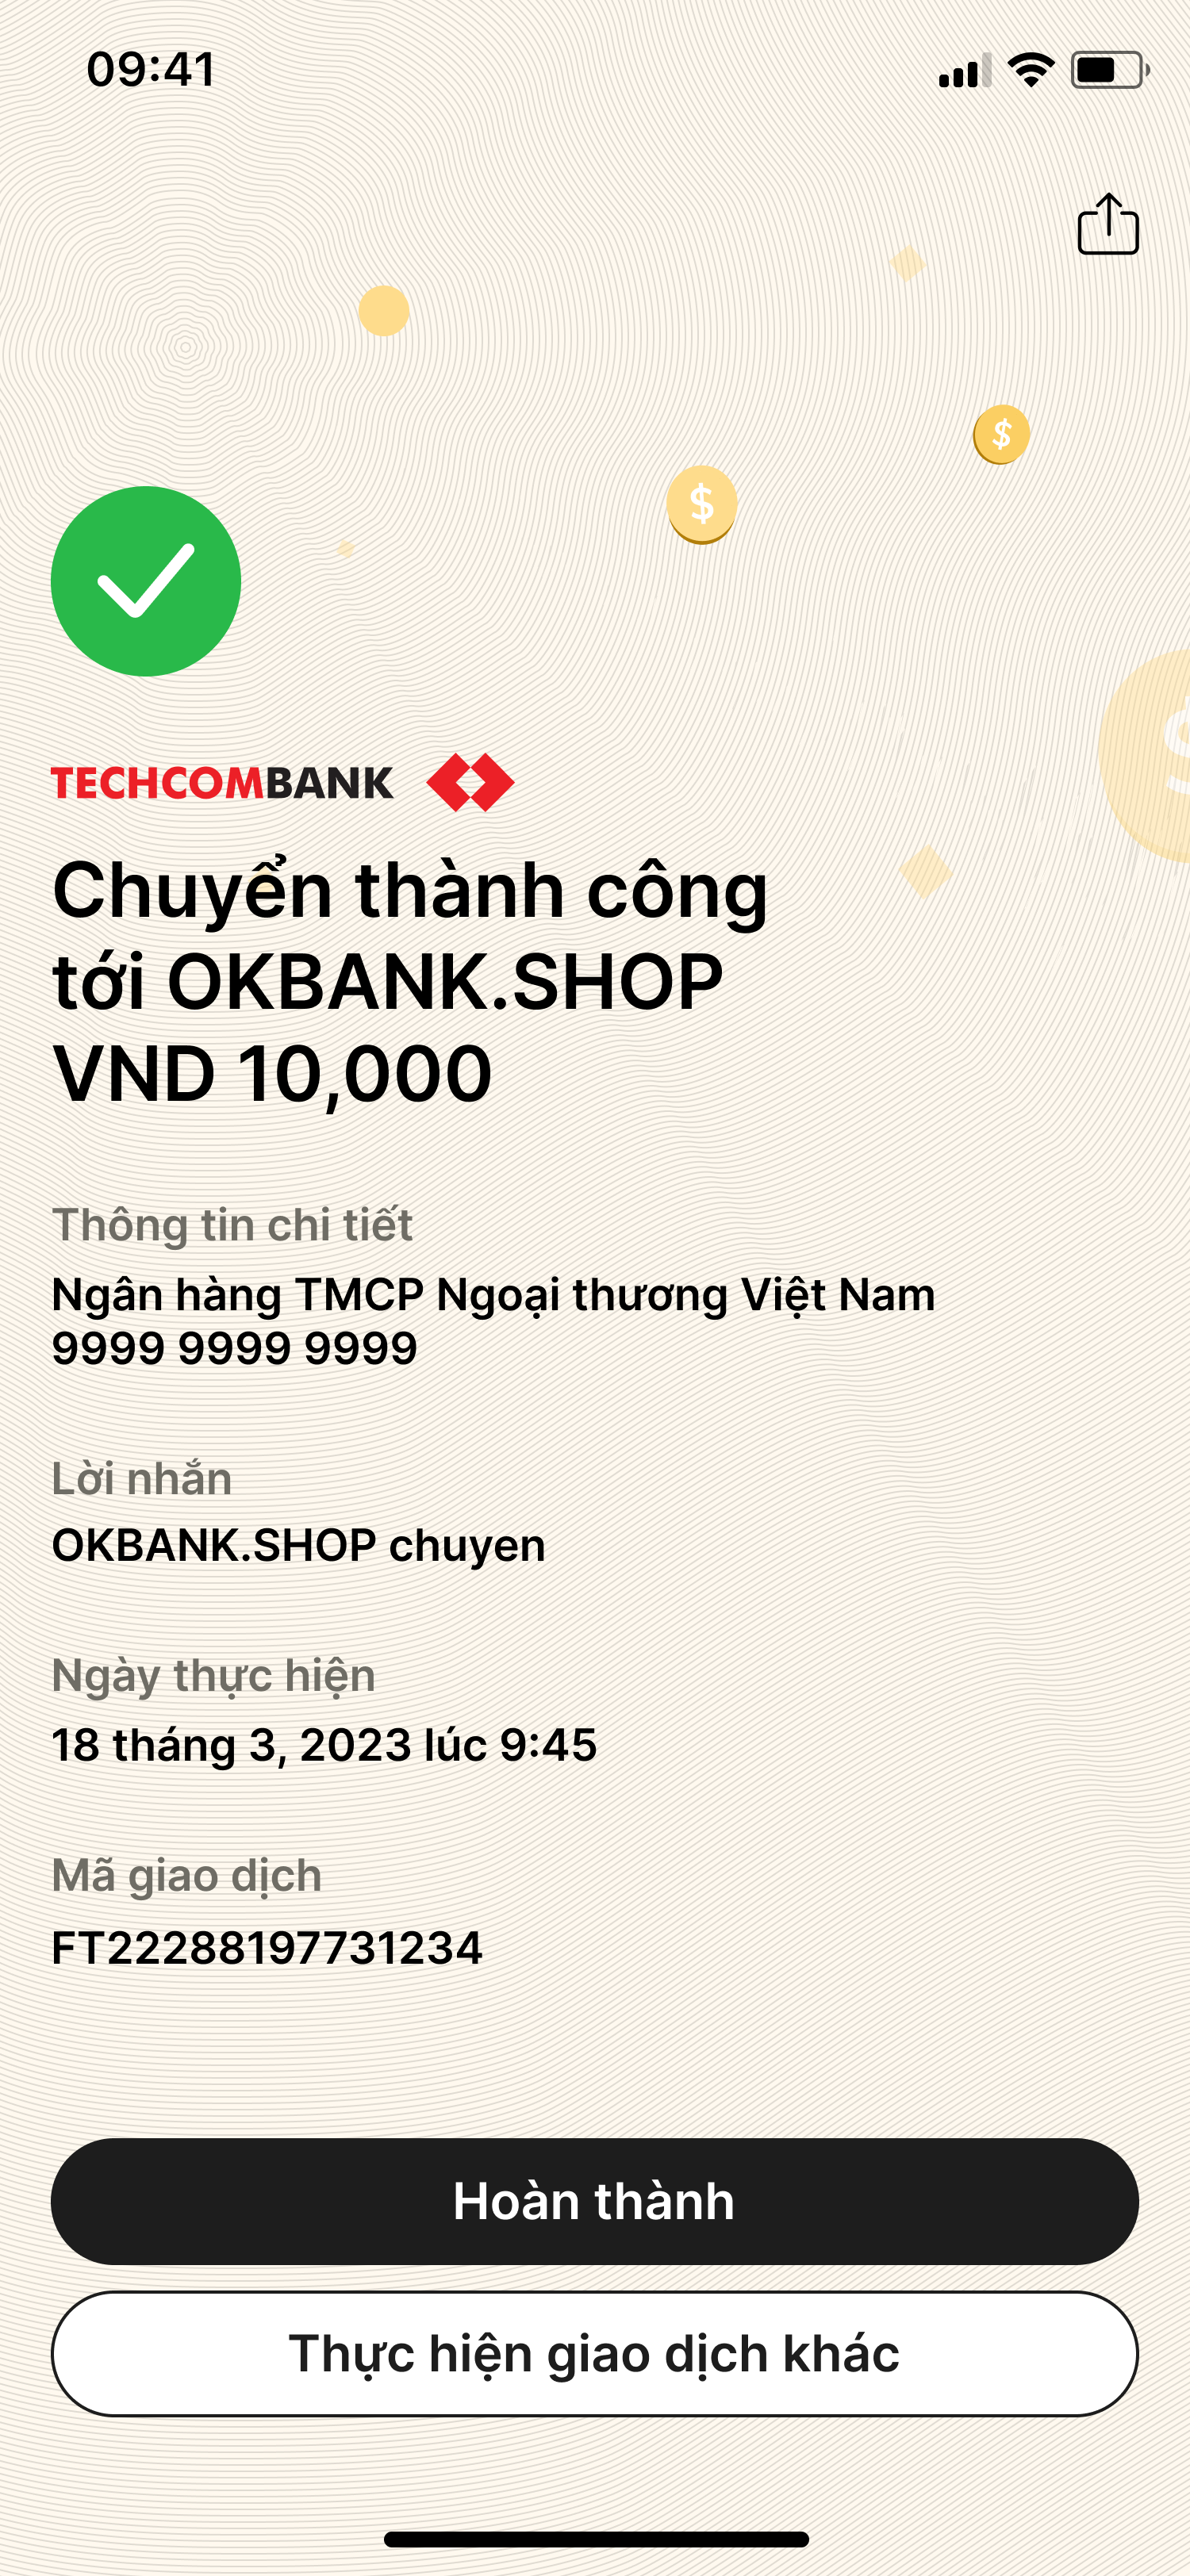 09:41
$
$
$
TECHCOMBANK
Chuyển thành công
tới OKBANK.SHOP
VND 10,000
Thông tin chi tiết
Ngân hàng TMCP Ngoại thương Việt Nam
9999 9999 9999
Lời nhắn
OKBANK.SHOP chuyen
Ngày thực hiện
18 tháng 3, 2023 lúc 9:45
Mã giao dịch
FT22288197731234
Hoàn thành
Thực hiện giao dịch khác